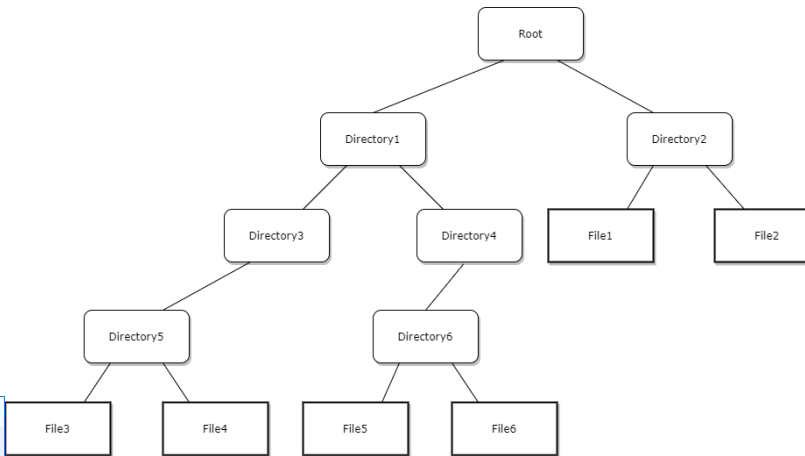 Root
Directory1
Directory2
Directory3
Directory4
File1
File2
Directory5
Directory6
File3
File4
File5
File6